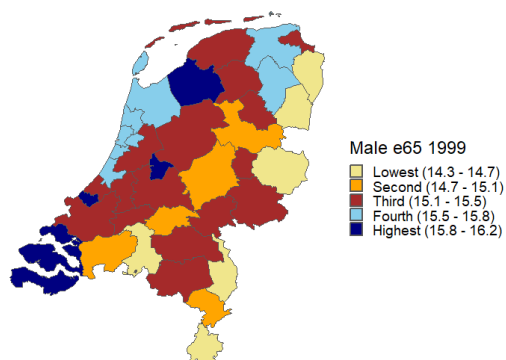 Male e65 1999
Lowest (14.3 - 14.7)
Second (14.7 - 15.1)
Third (15.1 - 15.5)
Fourth (15.5 - 15.8)
Highest (15.8 - 16.2)